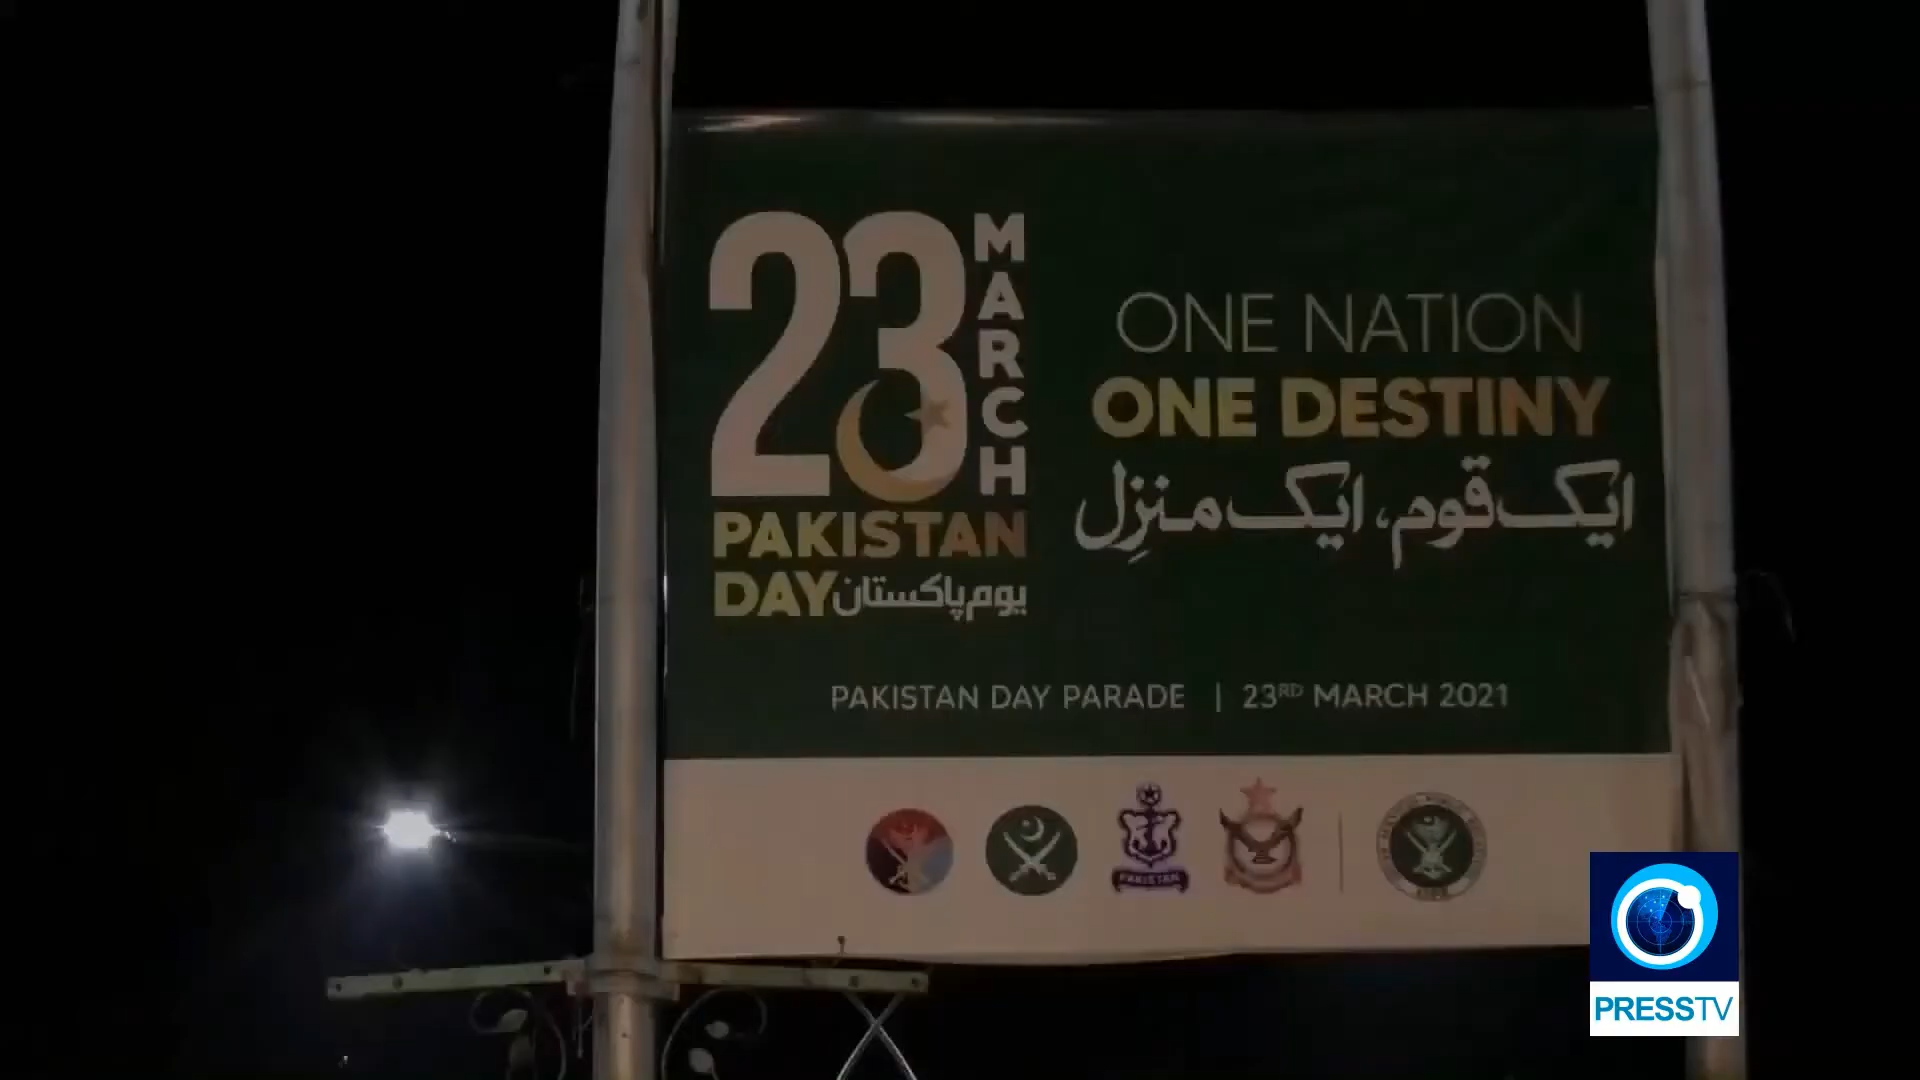 23 MARCH
PAKISTAN
DAY یوم پاکستان
ONE NATION
ONE DESTINY
ایک قوم، ایک منزِل
PAKISTAN DAY PARADE | 23RD MARCH 2021
PAKISTAN
PRESSTV